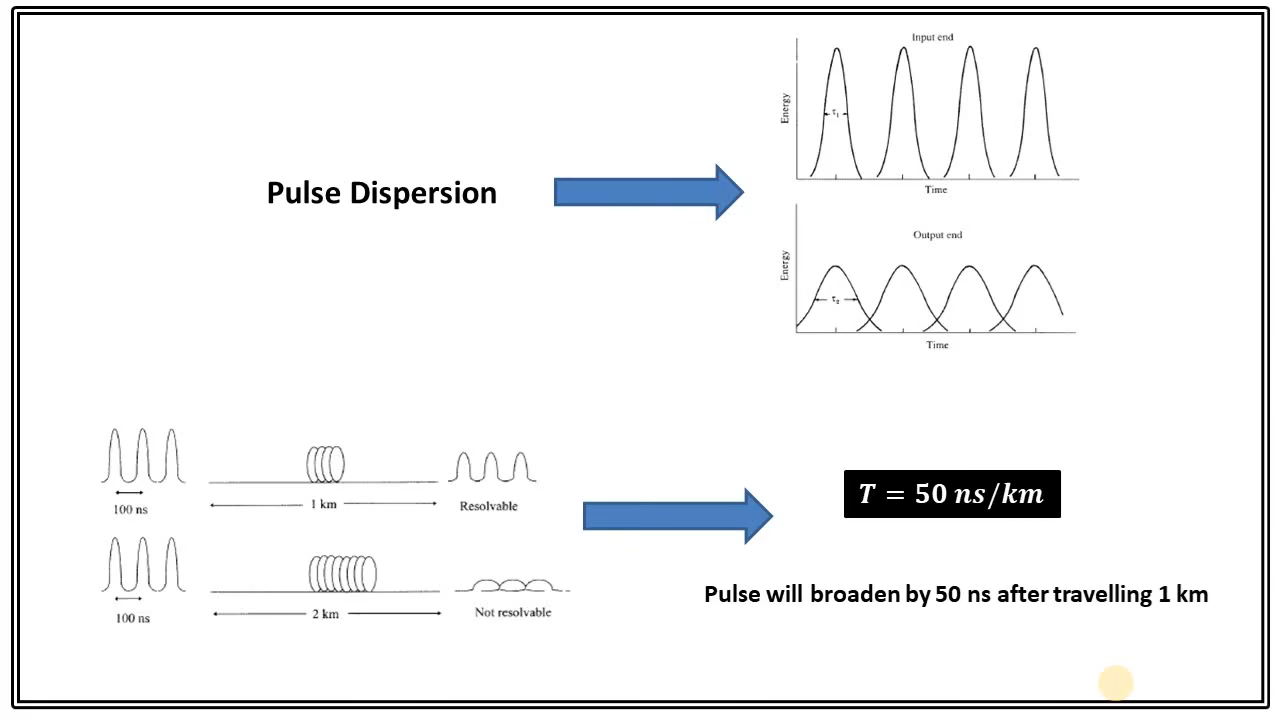 Input end
Energy
τ₁
Time
Pulse Dispersion
Output end
Energy
τ₂
Time
100 ns
1 km
Resolvable
T = 50 ns/km
100 ns
2 km
Not resolvable
Pulse will broaden by 50 ns after travelling 1 km